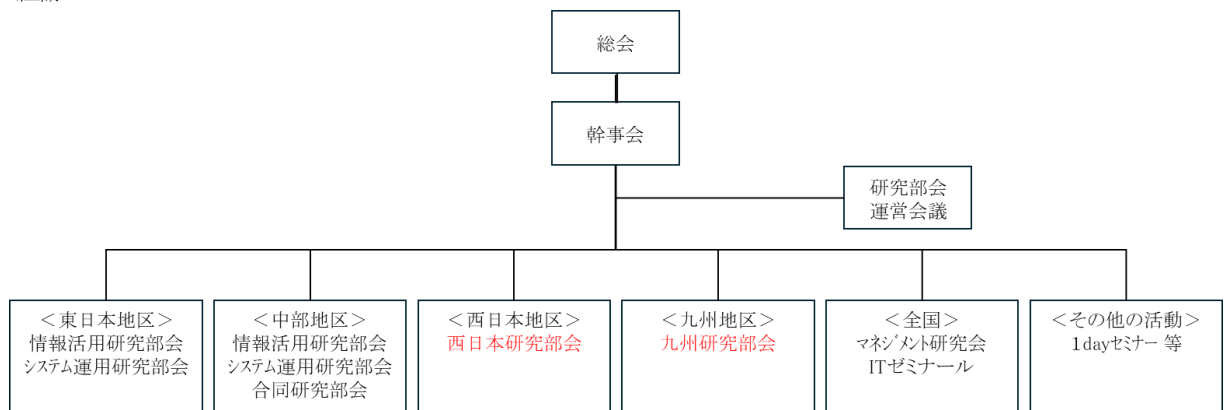 総会
幹事会
研究部会
運営会議
＜東日本地区＞
情報活用研究部会
システム運用研究部会
＜中部地区＞
情報活用研究部会
システム運用研究部会
合同研究部会
＜西日本地区＞
西日本研究部会
＜九州地区＞
九州研究部会
＜全国＞
マネジメント研究会
ITゼミナール
＜その他の活動＞
1dayセミナー 等